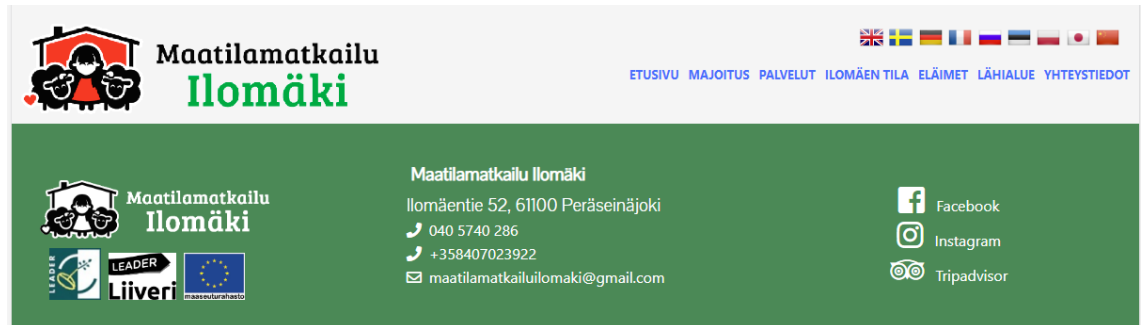 Maatilamatkailu
Ilomäki
ETUSIVU MAJOITUS PALVELUT ILOMÄEN TILA ELÄIMET LÄHIALUE YHTEYSTIEDOT
Maatilamatkailu
Ilomäki
LEADER
LEADER
Liiveri
maaseuturahasto
Maatilamatkailu Ilomäki
Ilomäentie 52, 61100 Peräseinäjoki
040 5740 286
+358407023922
maatilamatkailuilomaki@gmail.com
Facebook
Instagram
Tripadvisor